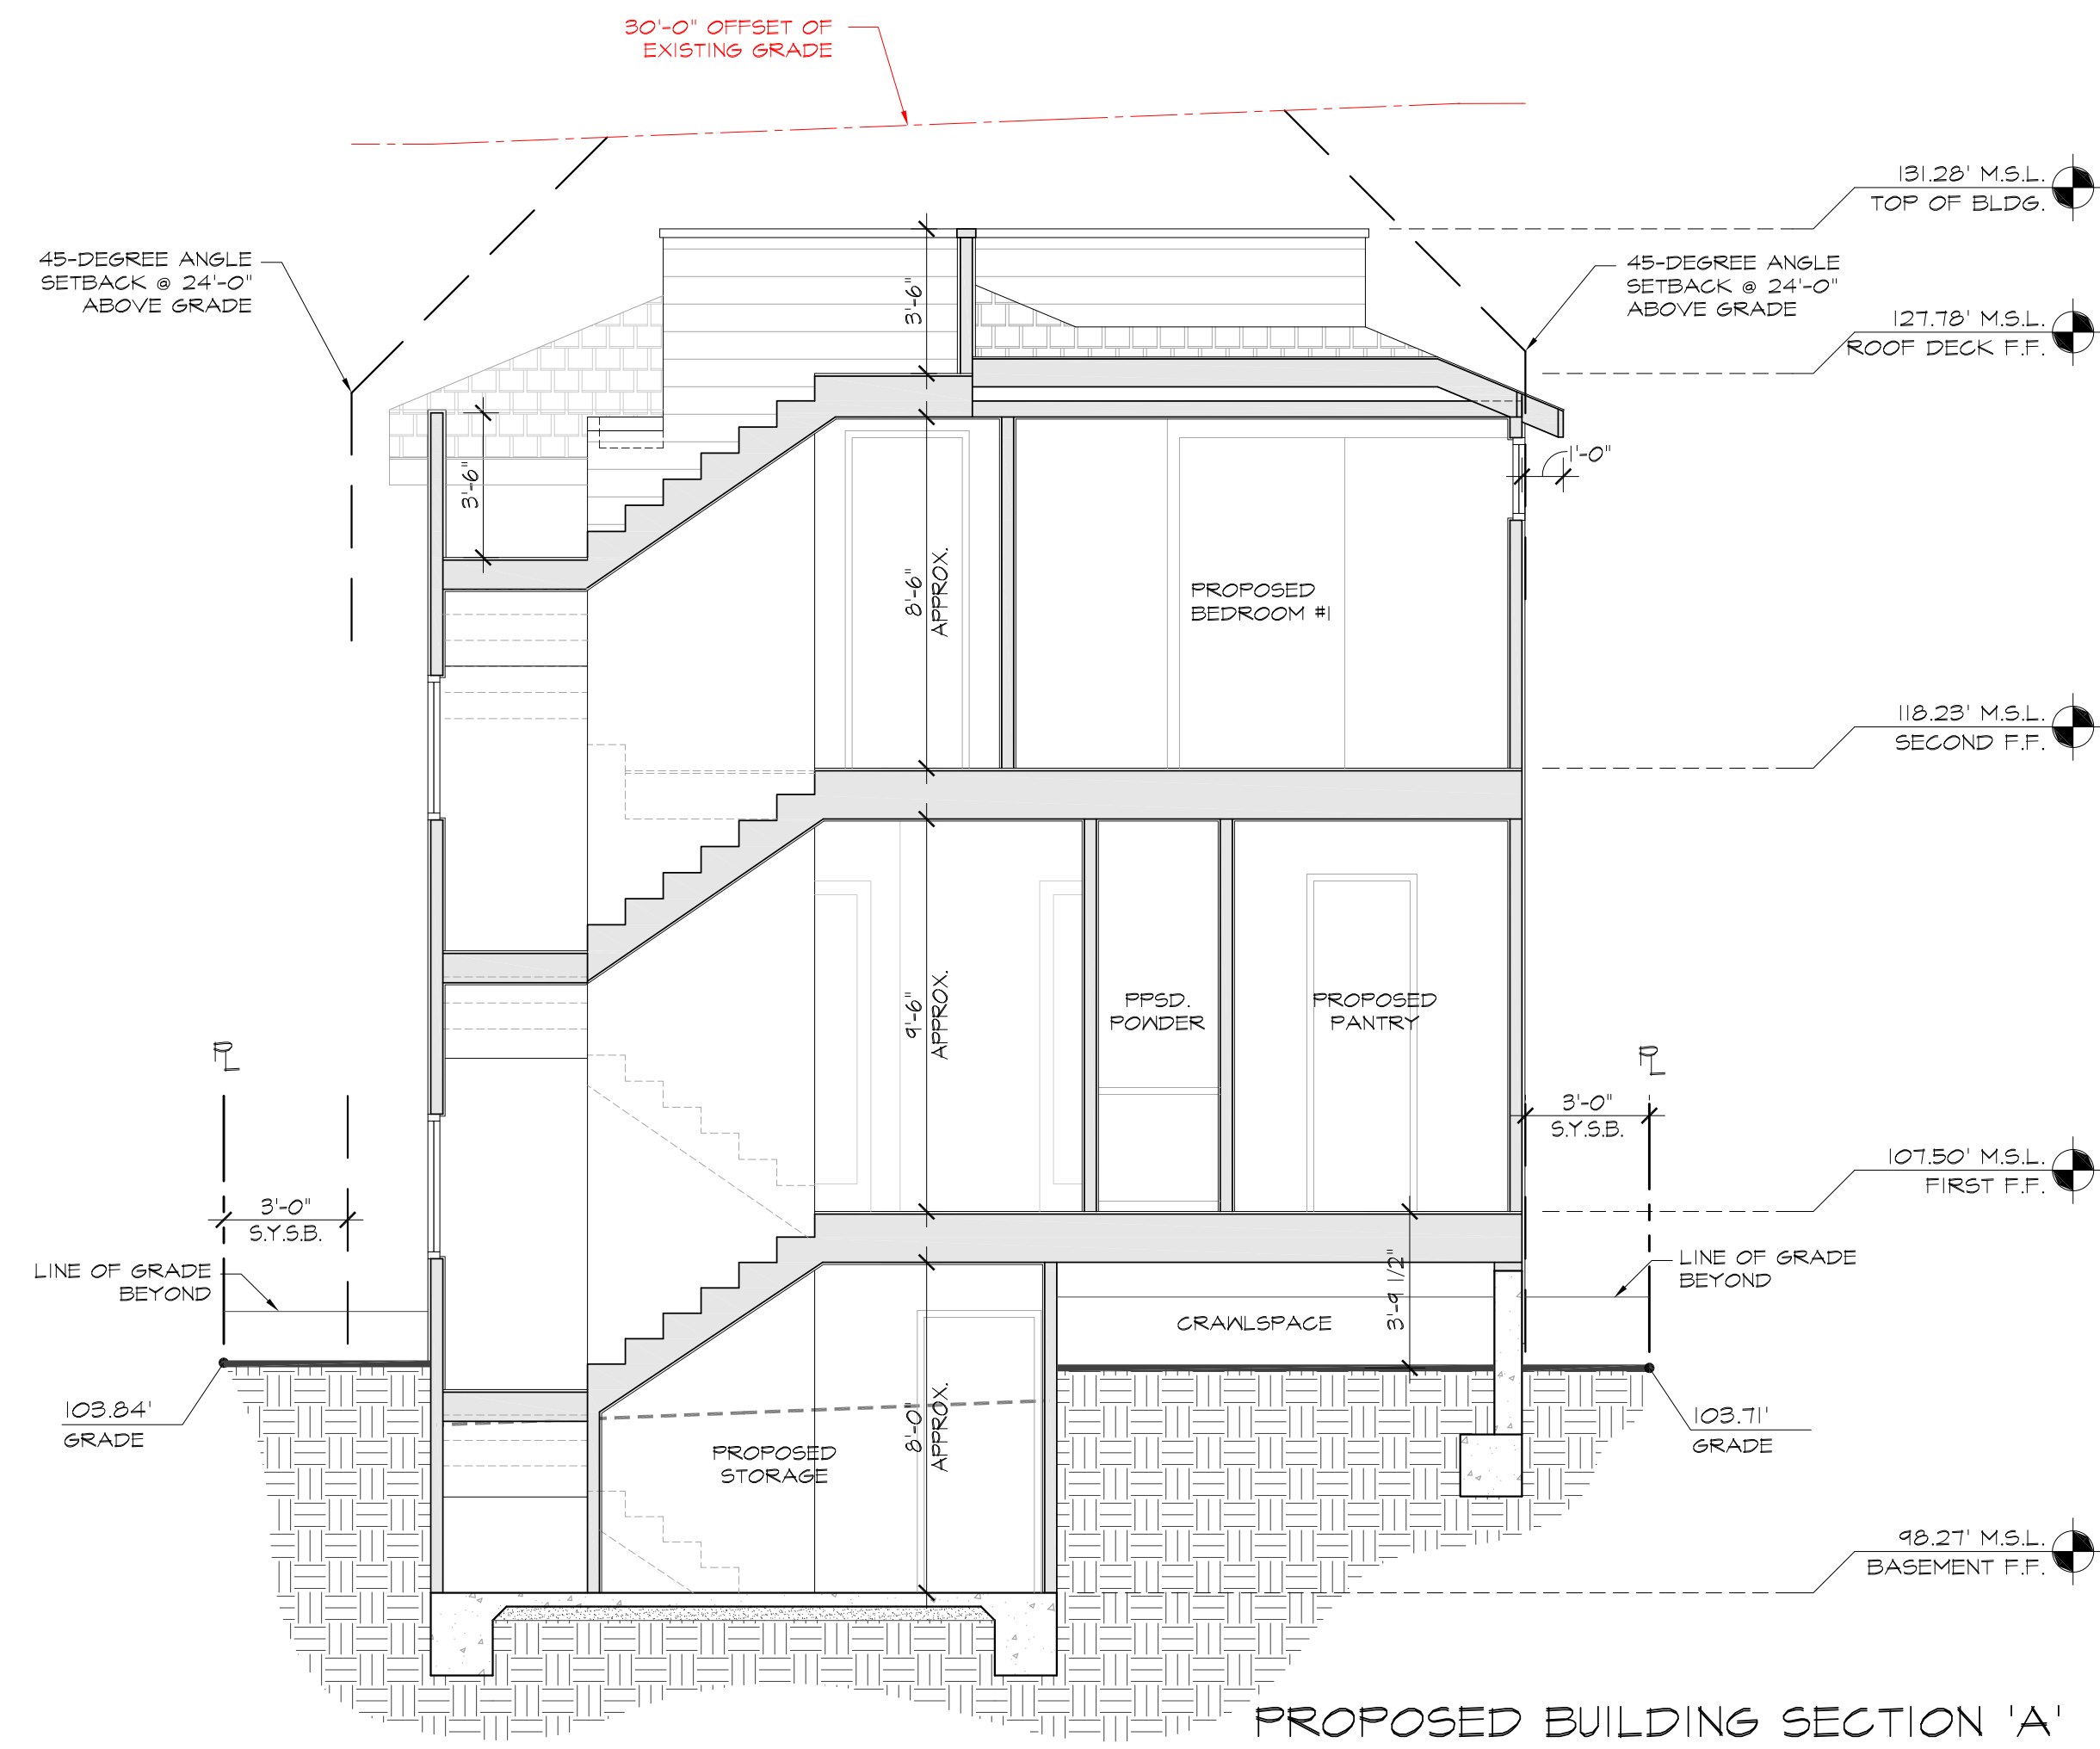 30'-0" OFFSET OF
EXISTING GRADE
131.28' M.S.L.
TOP OF BLDG.
45-DEGREE ANGLE
SETBACK @ 24'-0"
ABOVE GRADE
45-DEGREE ANGLE
SETBACK @ 24'-0"
ABOVE GRADE
3'-6"
127.78' M.S.L.
ROOF DECK F.F.
3'-6"
1'-0"
8'-6"
APPROX.
PROPOSED
BEDROOM #1
118.23' M.S.L.
SECOND F.F.
9'-6"
APPROX.
PPSD.
POWDER
PROPOSED
PANTRY
PL
PL
3'-0"
S.Y.S.B.
3'-0"
S.Y.S.B.
107.50' M.S.L.
FIRST F.F.
LINE OF GRADE
BEYOND
3'-9 1/2"
CRAWLSPACE
LINE OF GRADE
BEYOND
103.84'
GRADE
8'-0"
APPROX.
PROPOSED
STORAGE
103.71'
GRADE
98.27' M.S.L.
BASEMENT F.F.
PROPOSED BUILDING SECTION 'A'